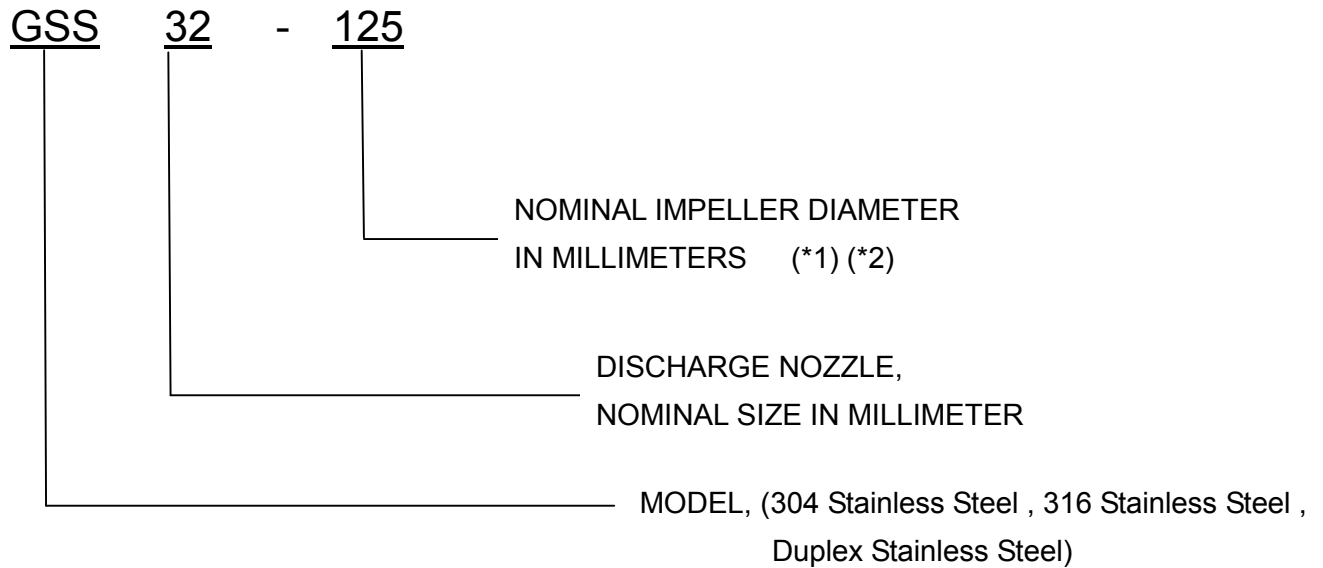 GSS 32 - 125
NOMINAL IMPELLER DIAMETER
IN MILLIMETERS (*1) (*2)
DISCHARGE NOZZLE,
NOMINAL SIZE IN MILLIMETER
MODEL, (304 Stainless Steel , 316 Stainless Steel ,
Duplex Stainless Steel)